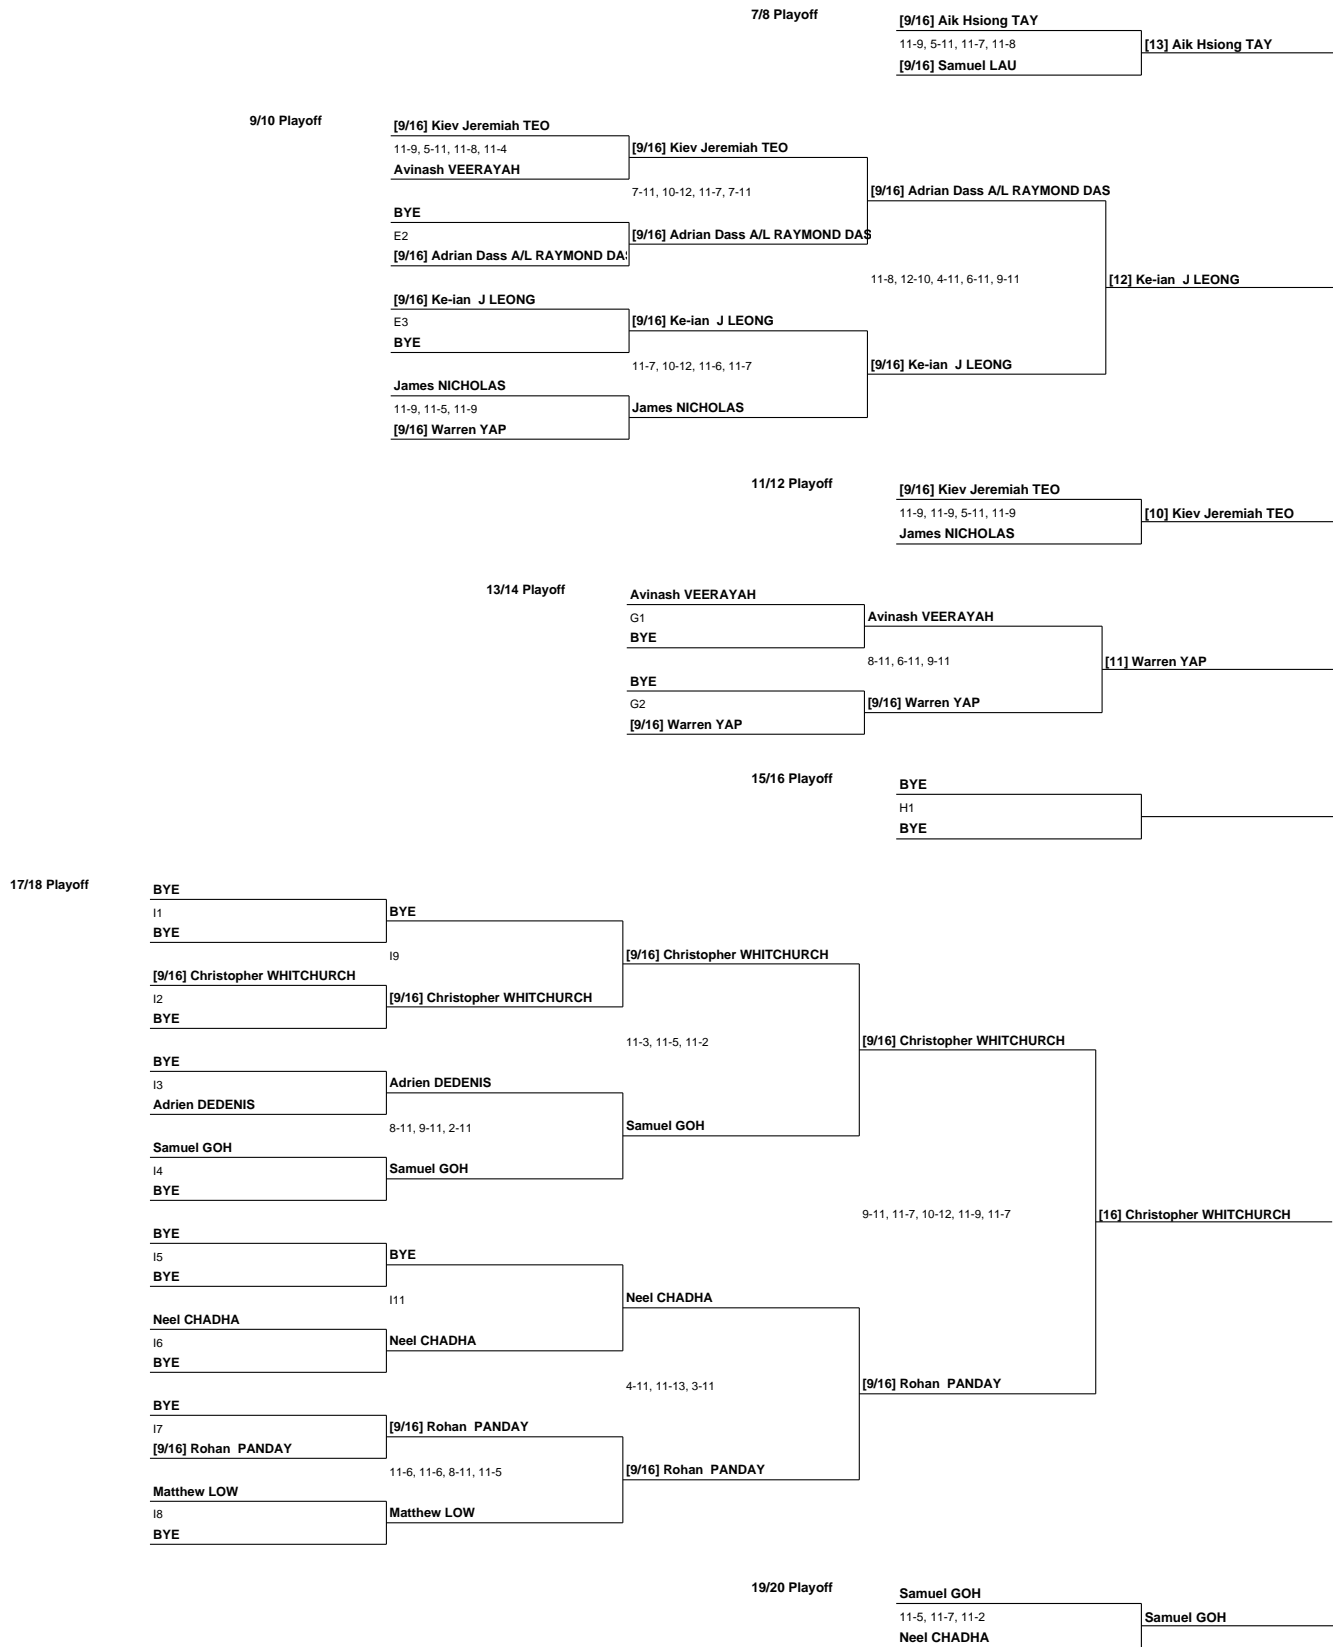 7/8 Playoff
[9/16] Aik Hsiong TAY
11-9, 5-11, 11-7, 11-8
[13] Aik Hsiong TAY
[9/16] Samuel LAU
9/10 Playoff
[9/16] Kiev Jeremiah TEO
11-9, 5-11, 11-8, 11-4
[9/16] Kiev Jeremiah TEO
Avinash VEERAYAH
7-11, 10-12, 11-7, 7-11
[9/16] Adrian Dass A/L RAYMOND DAS
BYE
E2
[9/16] Adrian Dass A/L RAYMOND DAS
[9/16] Adrian Dass A/L RAYMOND DA
11-8, 12-10, 4-11, 6-11, 9-11
[12] Ke-ian J LEONG
[9/16] Ke-ian J LEONG
E3
[9/16] Ke-ian J LEONG
BYE
11-7, 10-12, 11-6, 11-7
[9/16] Ke-ian J LEONG
James NICHOLAS
11-9, 11-5, 11-9
James NICHOLAS
[9/16] Warren YAP
11/12 Playoff
[9/16] Kiev Jeremiah TEO
11-9, 11-9, 5-11, 11-9
[10] Kiev Jeremiah TEO
James NICHOLAS
13/14 Playoff
Avinash VEERAYAH
G1
Avinash VEERAYAH
BYE
8-11, 6-11, 9-11
[11] Warren YAP
BYE
G2
[9/16] Warren YAP
[9/16] Warren YAP
15/16 Playoff
BYE
H1
BYE
17/18 Playoff
BYE
I1
BYE
BYE
I9
[9/16] Christopher WHITCHURCH
[9/16] Christopher WHITCHURCH
I2
[9/16] Christopher WHITCHURCH
BYE
11-3, 11-5, 11-2
[9/16] Christopher WHITCHURCH
BYE
I3
Adrien DEDENIS
Adrien DEDENIS
8-11, 9-11, 2-11
Samuel GOH
Samuel GOH
I4
Samuel GOH
BYE
9-11, 11-7, 10-12, 11-9, 11-7
[16] Christopher WHITCHURCH
BYE
I5
BYE
BYE
I11
Neel CHADHA
Neel CHADHA
I6
Neel CHADHA
BYE
4-11, 11-13, 3-11
[9/16] Rohan PANDAY
BYE
I7
[9/16] Rohan PANDAY
[9/16] Rohan PANDAY
11-6, 11-6, 8-11, 11-5
[9/16] Rohan PANDAY
Matthew LOW
I8
Matthew LOW
BYE
19/20 Playoff
Samuel GOH
11-5, 11-7, 11-2
Samuel GOH
Neel CHADHA